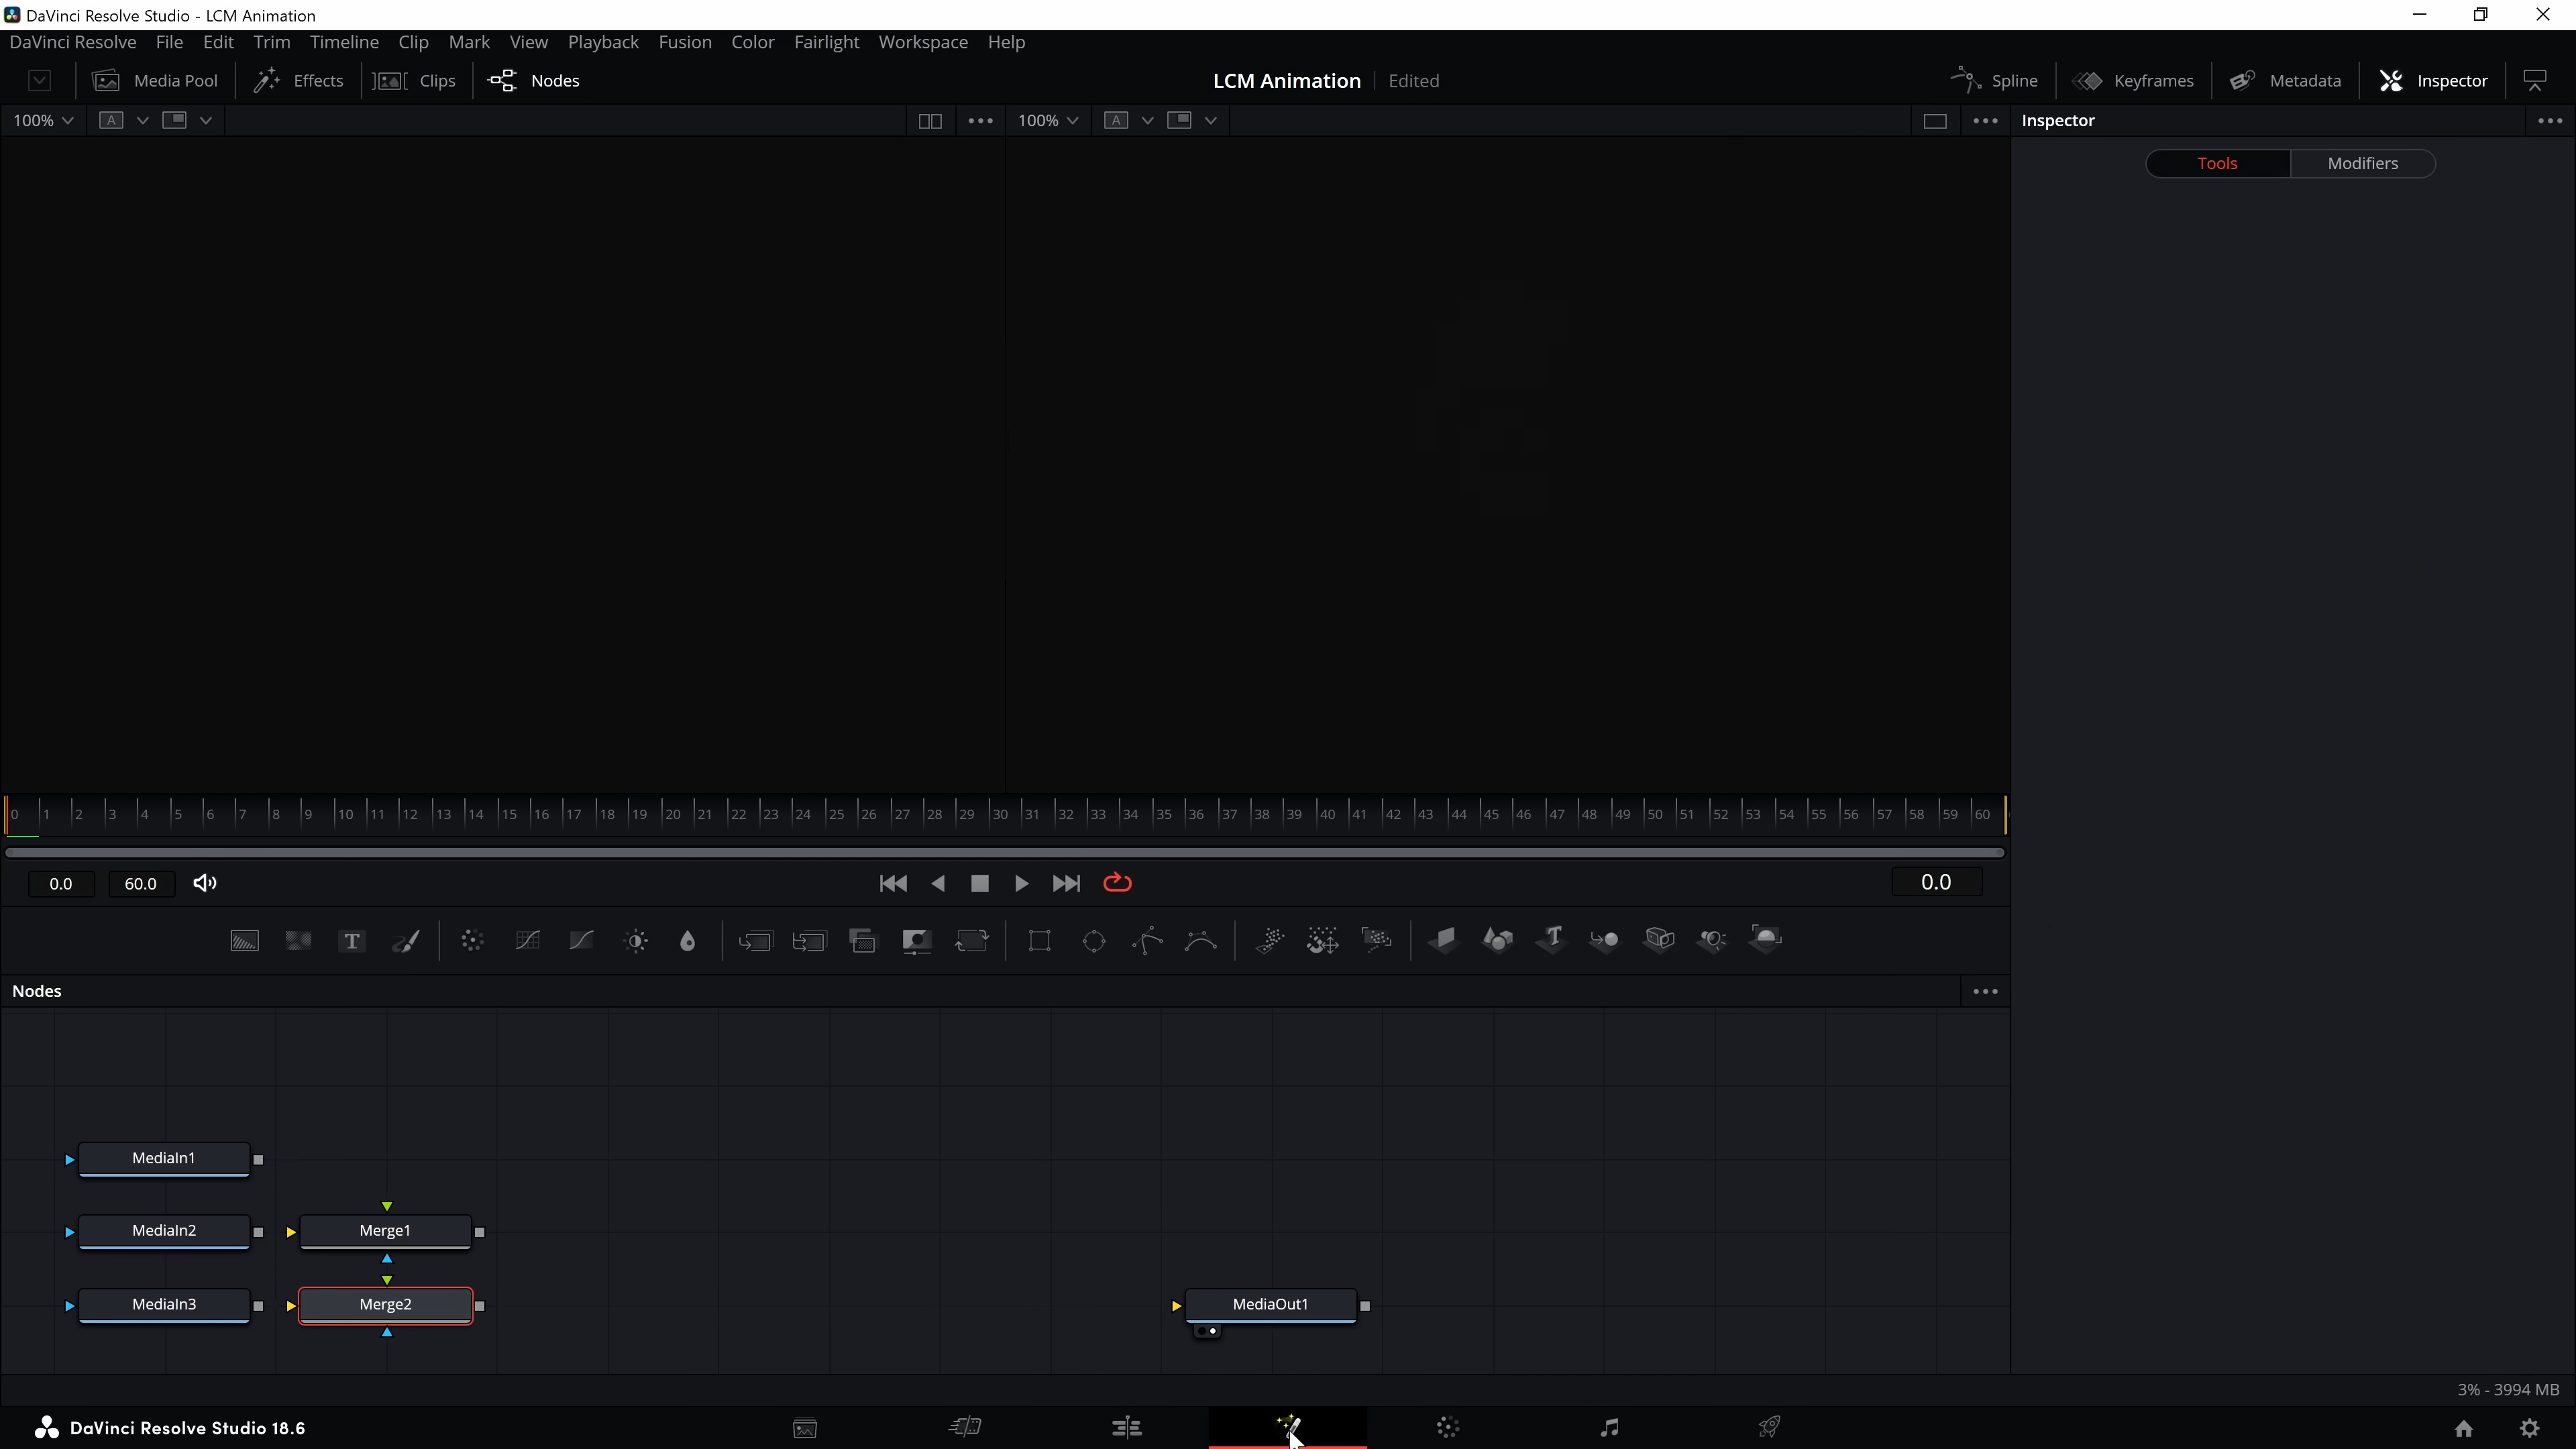 DaVinci Resolve Studio - LCM Animation
DaVinci Resolve File Edit Trim Timeline Clip Mark View Playback Fusion Color Fairlight Workspace Help
Media Pool Effects Clips Nodes LCM Animation Edited Spline Keyframes Metadata Inspector
100% A 100% A Inspector
Tools Modifiers
0 1 2 3 4 5 6 7 8 9 10 11 12 13 14 15 16 17 18 19 20 21 22 23 24 25 26 27 28 29 30 31 32 33 34 35 36 37 38 39 40 41 42 43 44 45 46 47 48 49 50 51 52 53 54 55 56 57 58 59 60
0.0 60.0 0.0
T T
Nodes
MediaIn1
MediaIn2 Merge1
MediaIn3 Merge2 MediaOut1
3% - 3994 MB
DaVinci Resolve Studio 18.6